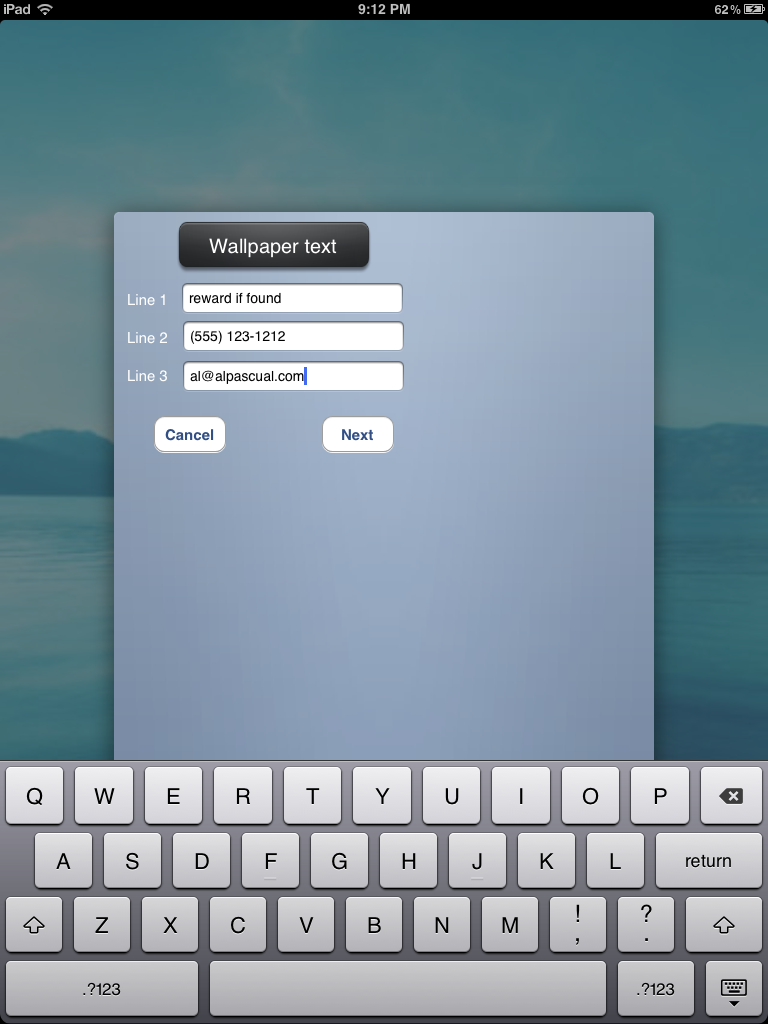 iPad 9:12 PM 62%
Wallpaper text
Line 1 reward if found
Line 2 (555) 123-1212
Line 3 al@alpascual.com
Cancel Next
Q W E R T Y U I O P
A S D F G H J K L return
Z X C V B N M ! , ? .
.?123 .?123